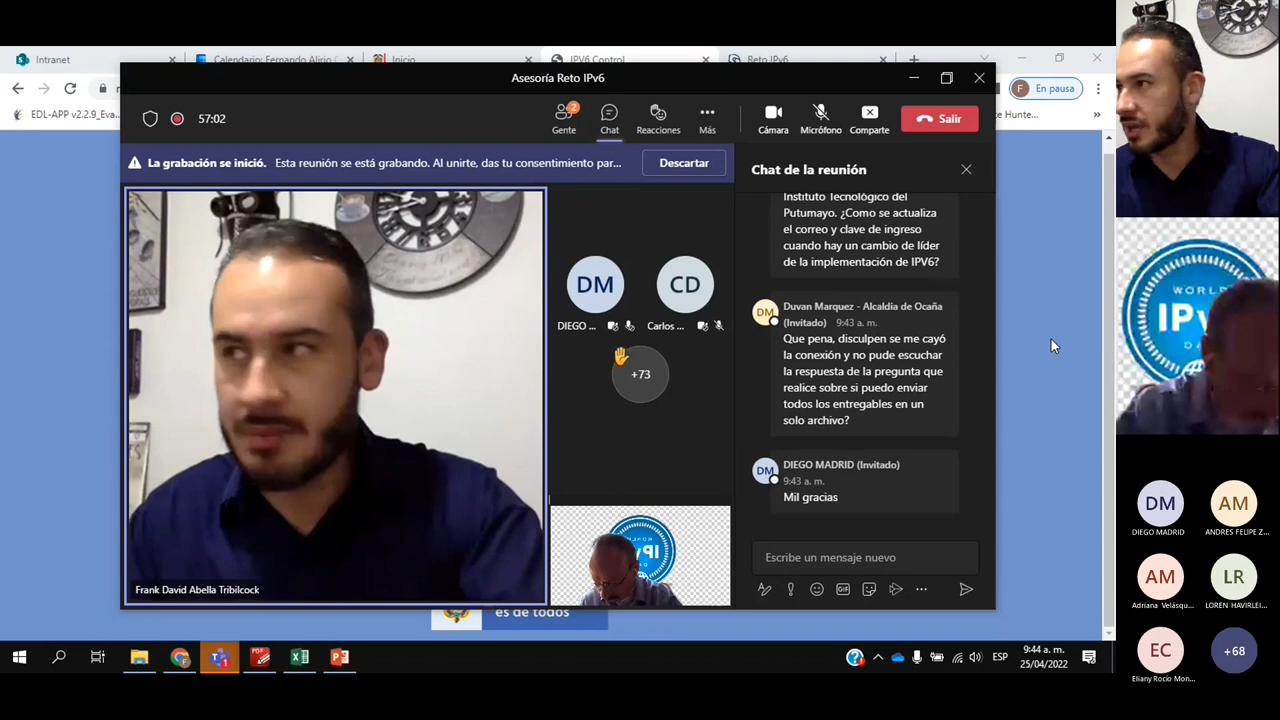 Intranet
Calendario: Fernando Alirio
Inicio
IPV6 Control
Reto IPv6
En pausa
EDL-APP v2.2.9_Eva...
Hunte...
Asesoría Reto IPv6
57:02
2
Gente
Chat
Reacciones
Más
Cámara
Micrófono
Comparte
Salir
La grabación se inició. Esta reunión se está grabando. Al unirte, das tu consentimiento par...
Descartar
Chat de la reunión
Instituto Tecnológico del
Putumayo. ¿Como se actualiza
el correo y clave de ingreso
cuando hay un cambio de líder
de la implementación de IPV6?
DM
Duvan Marquez - Alcaldia de Ocaña
(Invitado) 9:43 a. m.
Que pena, disculpen se me cayó
la conexión y no pude escuchar
la respuesta de la pregunta que
realice sobre si puedo enviar
todos los entregables en un
solo archivo?
DM
DIEGO MADRID (Invitado)
9:43 a. m.
Mil gracias
Escribe un mensaje nuevo
GIF
DM
DIEGO ...
CD
Carlos ...
+73
Frank David Abella Tribilcock
es de todos
WORLD
IPv
DM
DIEGO MADRID
AM
ANDRES FELIPE Z...
AM
Adriana Velásqu...
LR
LOREN HAVIRLEI...
EC
Eliany Rocío Mon...
+68
ESP
9:44 a. m.
25/04/2022